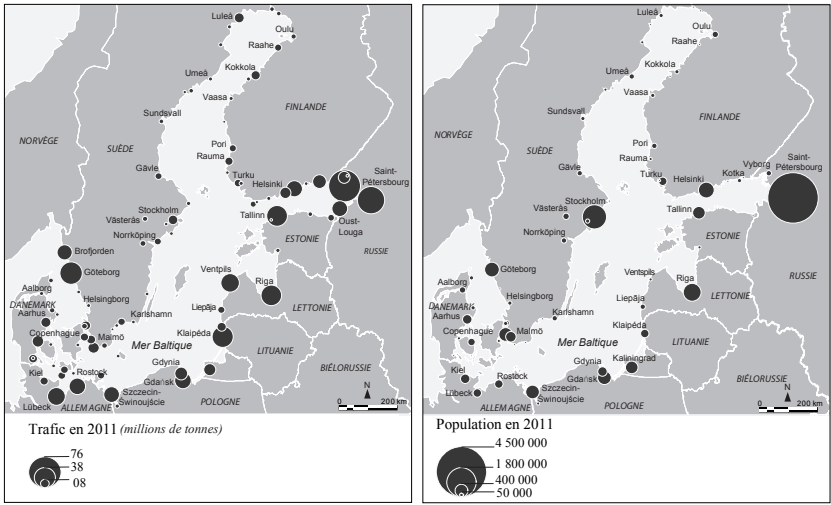 Luleå
Oulu
Raahe
Kokkola
Umeå
Vaasa
FINLANDE
Sundsvall
NORVÈGE
SUÈDE
Pori
Rauma
Gävle
Turku
Helsinki
Saint-
Pétersbourg
Stockholm
Västerås
Tallinn
Norrköping
Oust-
Louga
ESTONIE
RUSSIE
Brofjorden
Göteborg
Ventpils
Riga
Aalborg
DANEMARK
Helsingborg
LETTONIE
Aarhus
Karlshamn
Liepāja
Copenhague
Malmö
Klaipéda
Mer Baltique
LITUANIE
Gdynia
BIÉLORUSSIE
Kiel
Rostock
Gdańsk
Szczecin-
Świnoujście
N
Lübeck
ALLEMAGNE
POLOGNE
0 200 km
Trafic en 2011 (millions de tonnes)
76
38
08
Luleå
Oulu
Raahe
Kokkola
Umeå
Vaasa
FINLANDE
Sundsvall
NORVÈGE
SUÈDE
Pori
Rauma
Gävle
Turku
Helsinki
Kotka
Vyborg
Saint-
Pétersbourg
Stockholm
Västerås
Tallinn
Norrköping
ESTONIE
RUSSIE
Göteborg
Ventspils
Riga
Aalborg
DANEMARK
Helsingborg
LETTONIE
Aarhus
Karlshamn
Liepāja
Copenhague
Malmö
Klaipéda
Mer Baltique
LITUANIE
Gdynia
Kaliningrad
BIÉLORUSSIE
Kiel
Rostock
Gdańsk
Szczecin-
Świnoujście
N
Lübeck
ALLEMAGNE
POLOGNE
0 200 km
Population en 2011
4 500 000
1 800 000
400 000
50 000